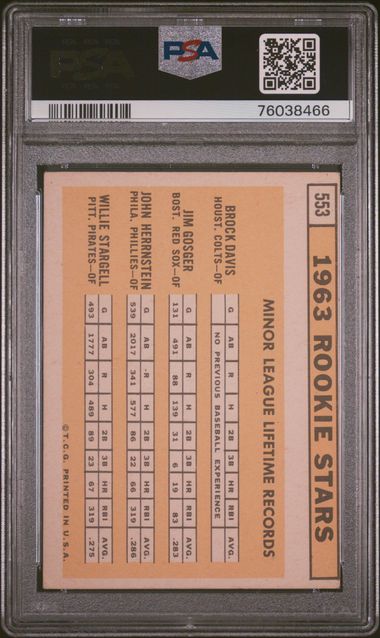 PSA
76038466
553 1963 ROOKIE STARS
MINOR LEAGUE LIFETIME RECORDS
BROCK DAVIS
HOUST. COLTS—OF
G AB R H 2B 3B HR RBI AVG.
NO PREVIOUS BASEBALL EXPERIENCE
JIM GOSGER
BOST. RED SOX—OF
G AB R H 2B 3B HR RBI AVG.
131 491 88 139 31 6 19 83 .283
JOHN HERRNSTEIN
PHILA. PHILLIES—OF
G AB R H 2B 3B HR RBI AVG.
539 2017 341 577 86 22 66 319 .286
WILLIE STARGELL
PITT. PIRATES—OF
G AB R H 2B 3B HR RBI AVG.
493 1777 304 489 89 23 67 319 .275
© T.C.G. PRINTED IN U.S.A.